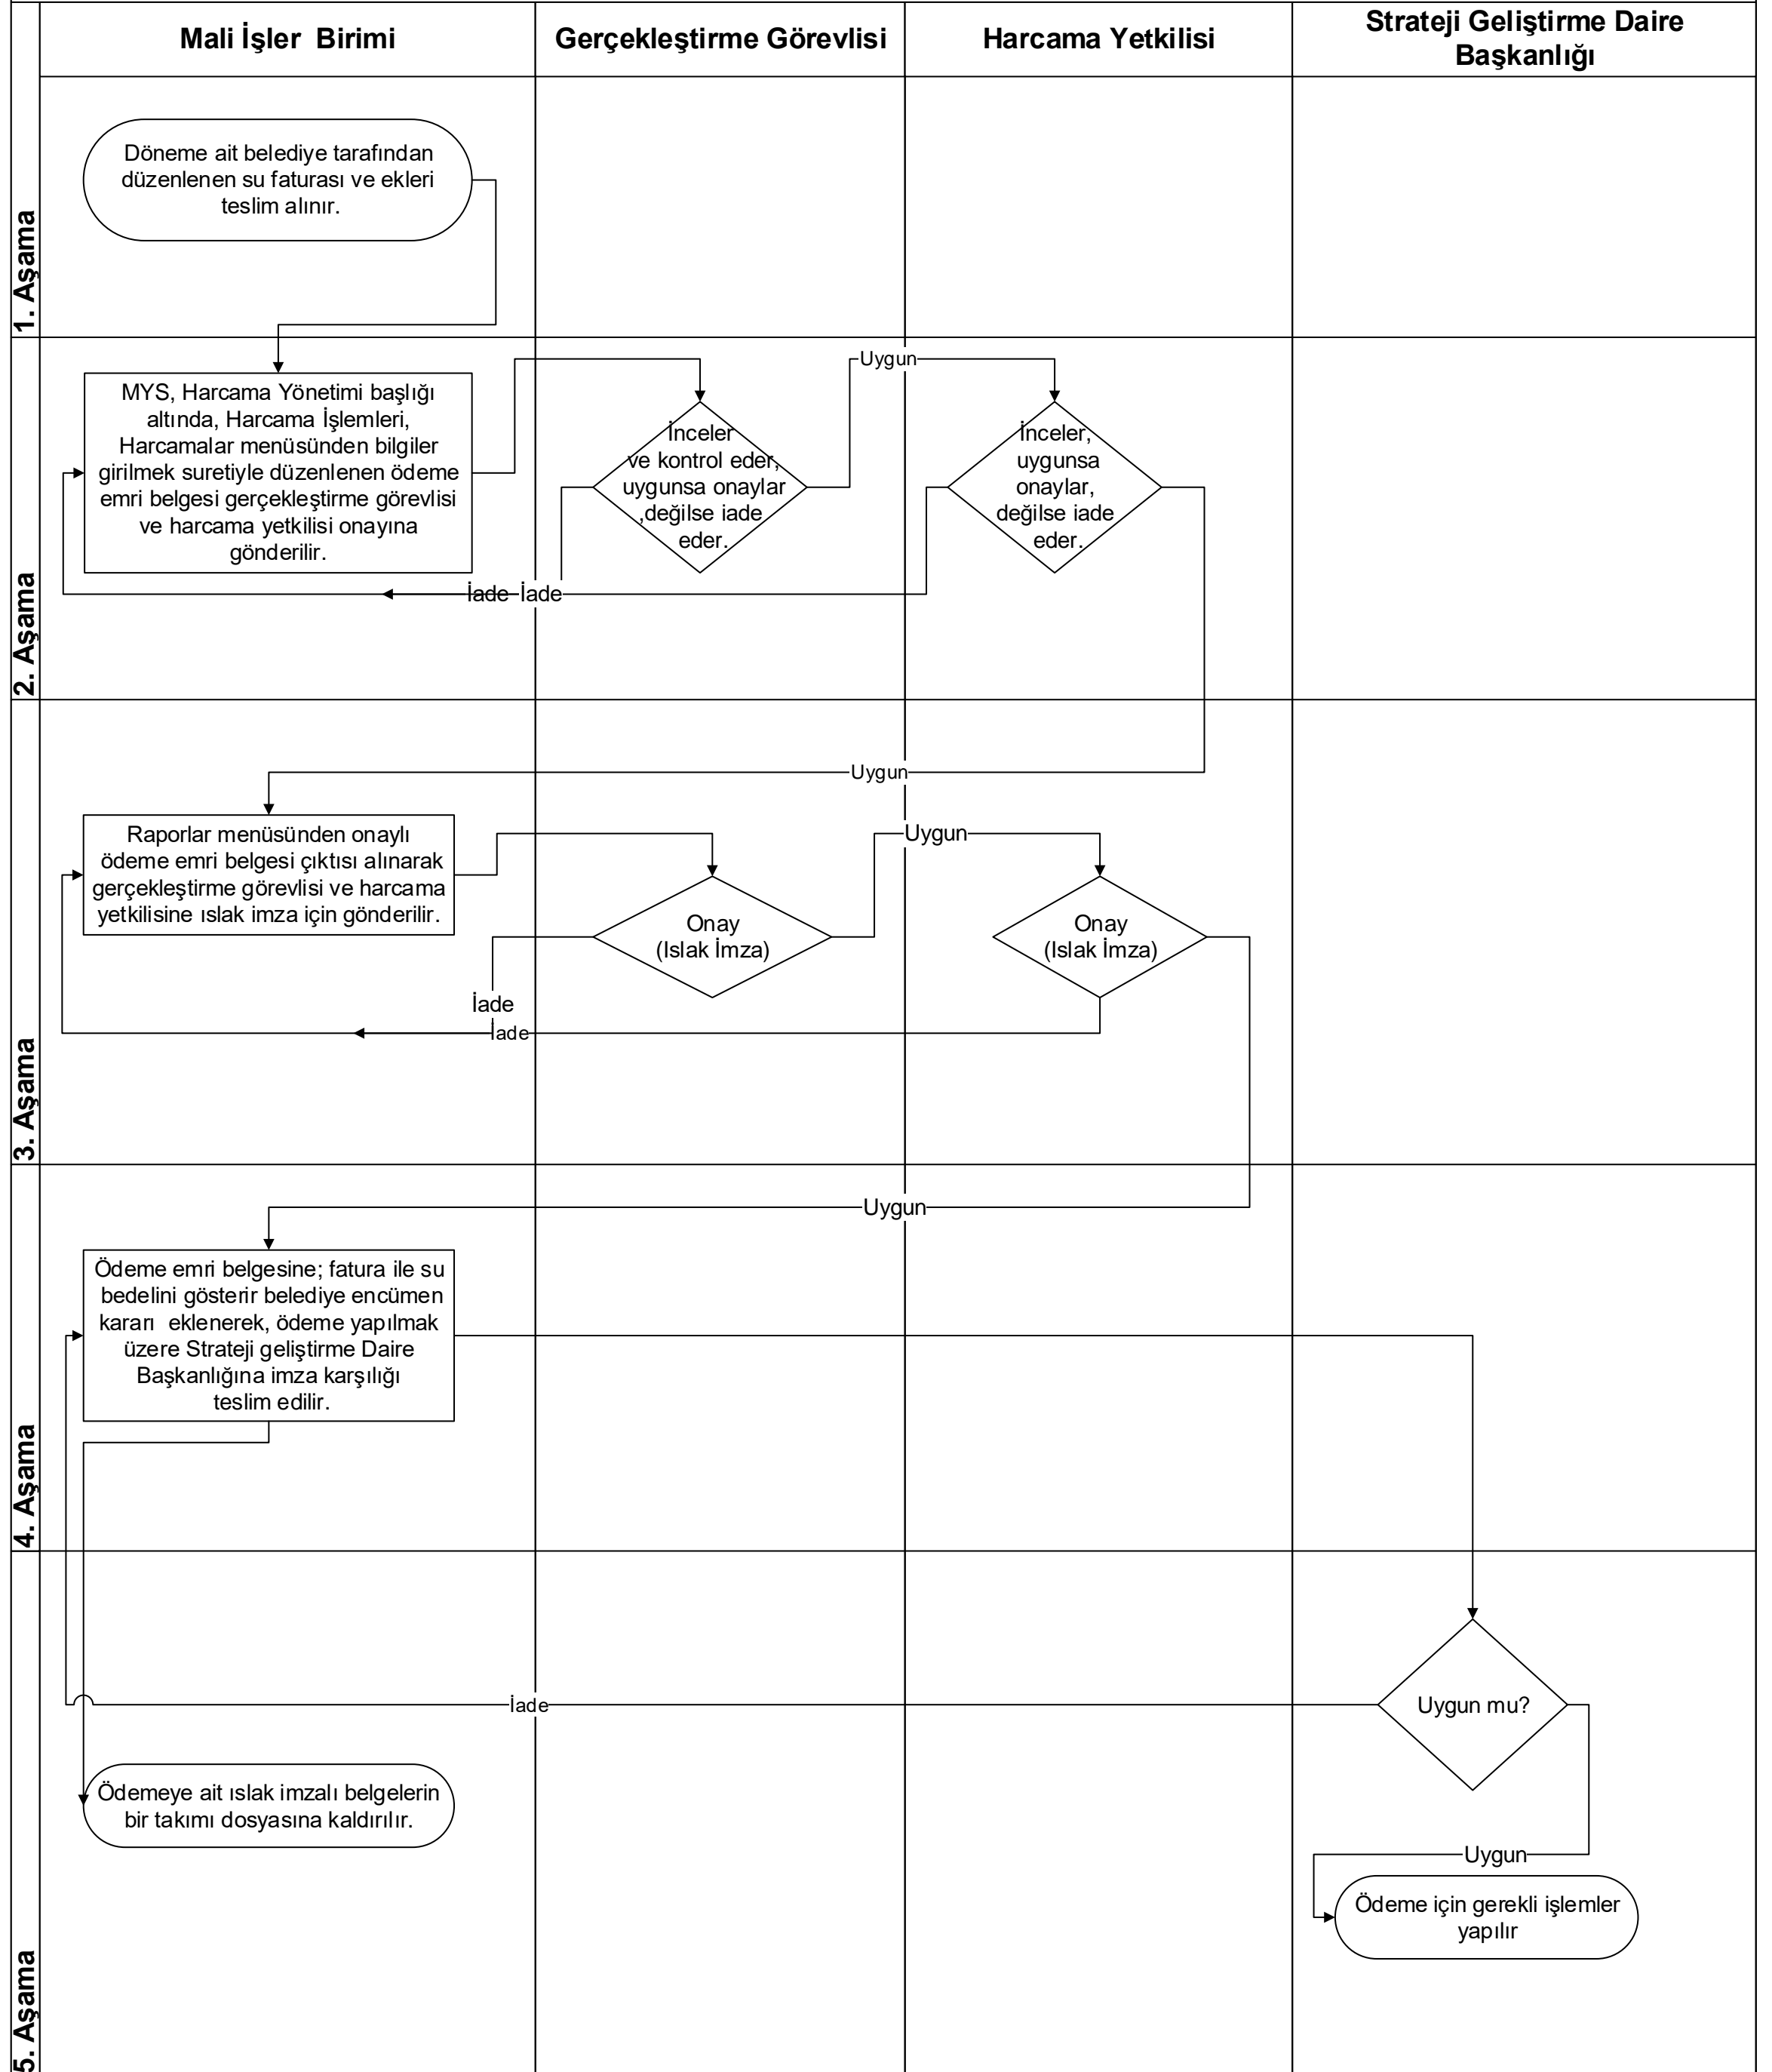 Mali İşler  Birimi
Gerçekleştirme Görevlisi
Harcama Yetkilisi
Strateji Geliştirme Daire
Başkanlığı
1. Aşama
Döneme ait belediye tarafından
düzenlenen su faturası ve ekleri
teslim alınır.
2. Aşama
MYS, Harcama Yönetimi başlığı
altında, Harcama İşlemleri,
Harcamalar menüsünden bilgiler
girilmek suretiyle düzenlenen ödeme
emri belgesi gerçekleştirme görevlisi
ve harcama yetkilisi onayına
gönderilir.
İnceler
ve kontrol eder,
uygunsa onaylar
,değilse iade
eder.
Uygun
İnceler,
uygunsa
onaylar,
değilse iade
eder.
İade
İade
3. Aşama
Uygun
Raporlar menüsünden onaylı
ödeme emri belgesi çıktısı alınarak
gerçekleştirme görevlisi ve harcama
yetkilisine ıslak imza için gönderilir.
Onay
(Islak İmza)
Uygun
Onay
(Islak İmza)
İade
İade
4. Aşama
Uygun
Ödeme emri belgesine; fatura ile su
bedelini gösterir belediye encümen
kararı  eklenerek, ödeme yapılmak
üzere Strateji geliştirme Daire
Başkanlığına imza karşılığı
teslim edilir.
5. Aşama
Uygun mu?
İade
Ödemeye ait ıslak imzalı belgelerin
bir takımı dosyasına kaldırılır.
Uygun
Ödeme için gerekli işlemler
yapılır